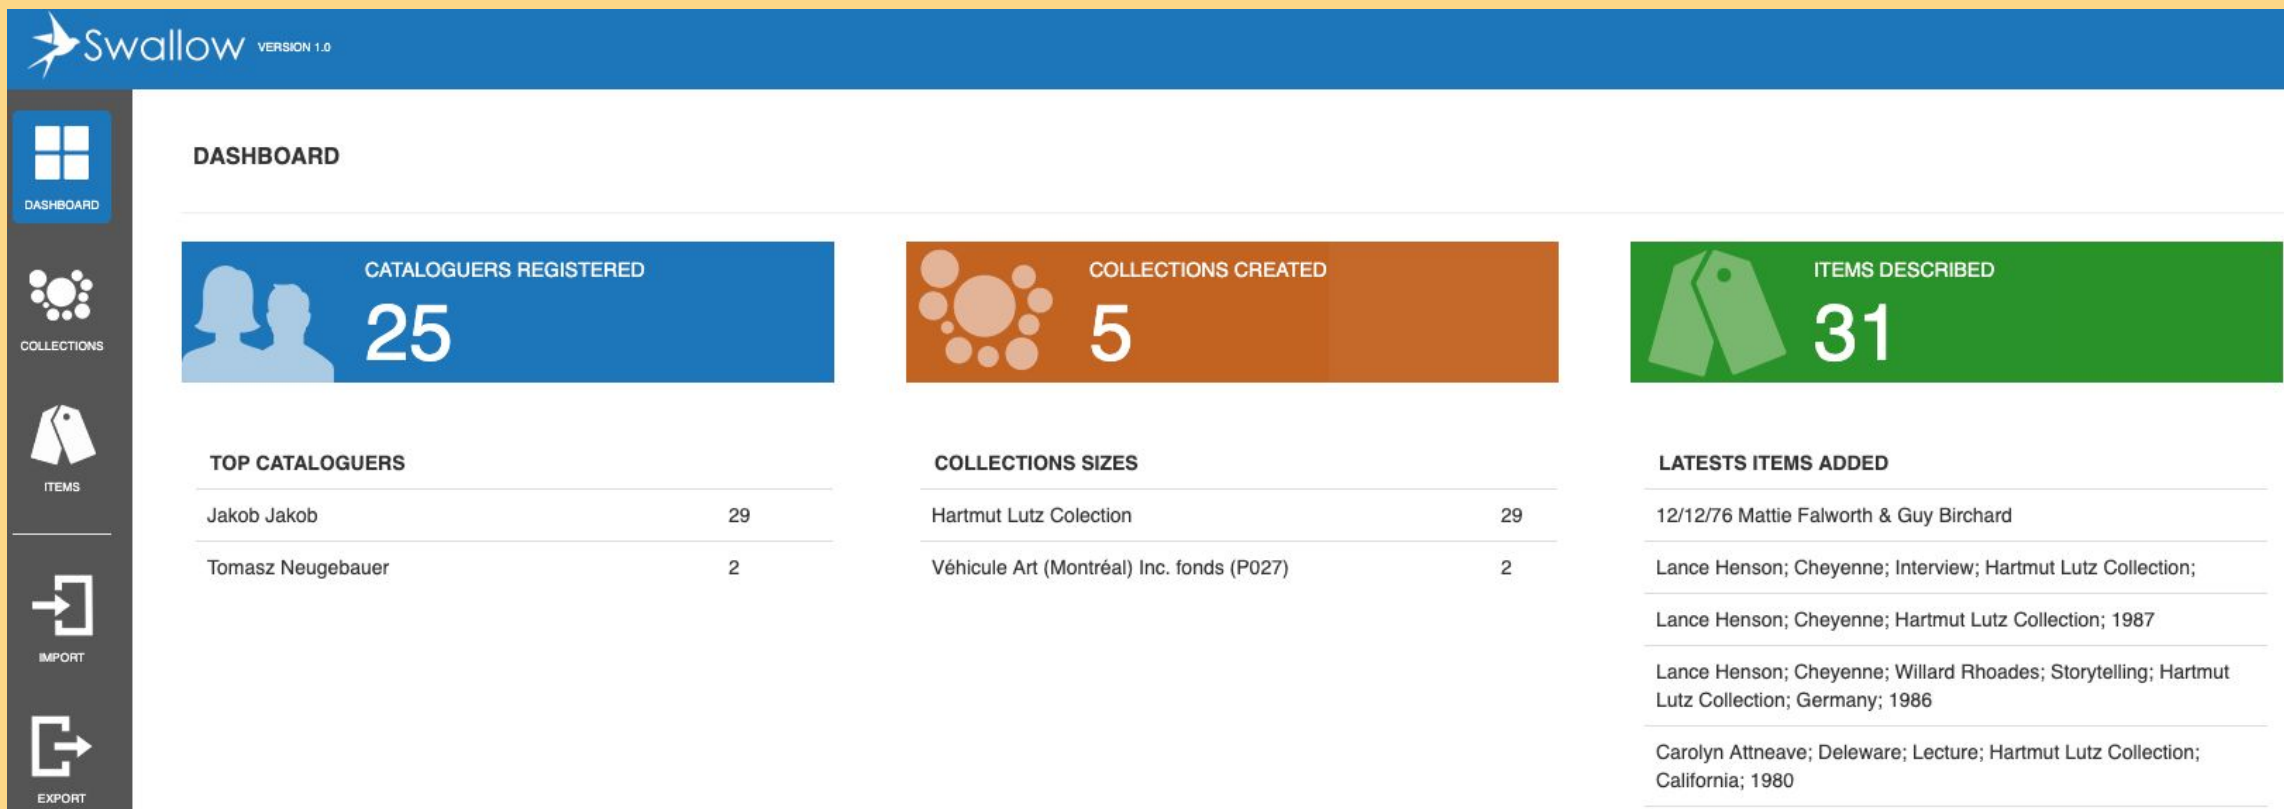 Swallow VERSION 1.0
DASHBOARD
COLLECTIONS
ITEMS
IMPORT
EXPORT
DASHBOARD
CATALOGUERS REGISTERED
25
COLLECTIONS CREATED
5
ITEMS DESCRIBED
31
TOP CATALOGUERS
Jakob Jakob 29
Tomasz Neugebauer 2
COLLECTIONS SIZES
Hartmut Lutz Colection 29
Véhicule Art (Montréal) Inc. fonds (P027) 2
LATESTS ITEMS ADDED
12/12/76 Mattie Falworth & Guy Birchard
Lance Henson; Cheyenne; Interview; Hartmut Lutz Collection;
Lance Henson; Cheyenne; Hartmut Lutz Collection; 1987
Lance Henson; Cheyenne; Willard Rhoades; Storytelling; Hartmut
Lutz Collection; Germany; 1986
Carolyn Attneave; Deleware; Lecture; Hartmut Lutz Collection;
California; 1980